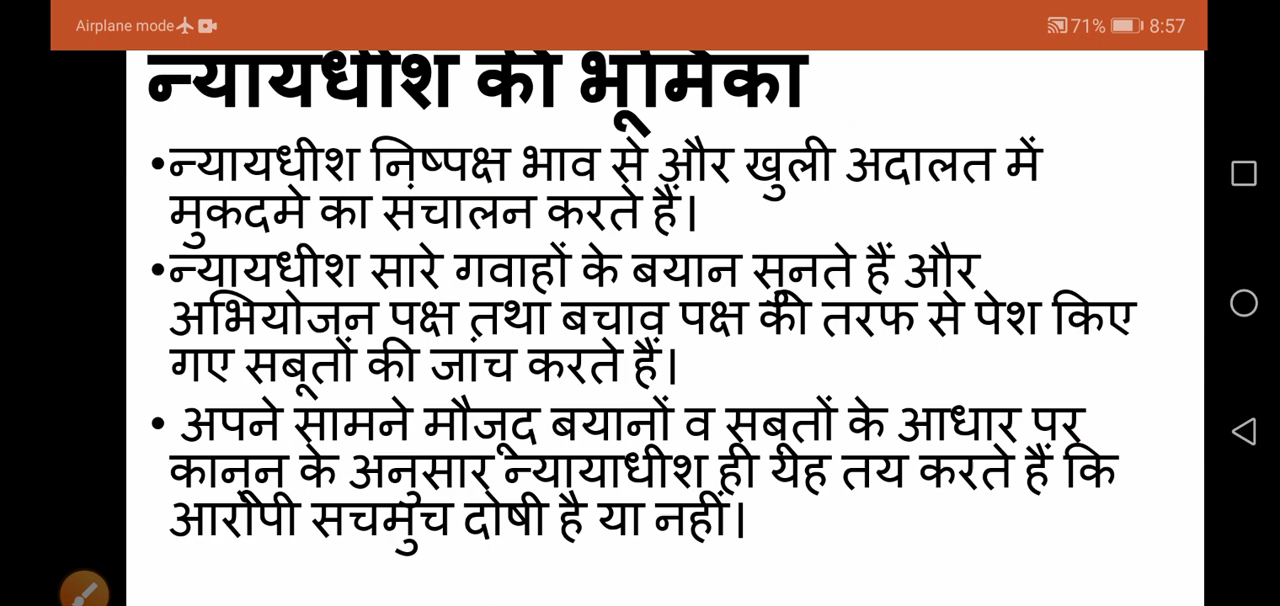 Airplane mode
71% 8:57
न्यायधीश की भूमिका
•न्यायधीश निष्पक्ष भाव से और खुली अदालत में
मुकदमे का संचालन करते हैं।
•न्यायधीश सारे गवाहों के बयान सुनते हैं और
अभियोजन पक्ष तथा बचाव पक्ष की तरफ से पेश किए
गए सबूतों की जांच करते हैं।
• अपने सामने मौजूद बयानों व सबूतों के आधार पर
कानून के अनुसार न्यायाधीश ही यह तय करते हैं कि
आरोपी सचमुच दोषी है या नहीं।